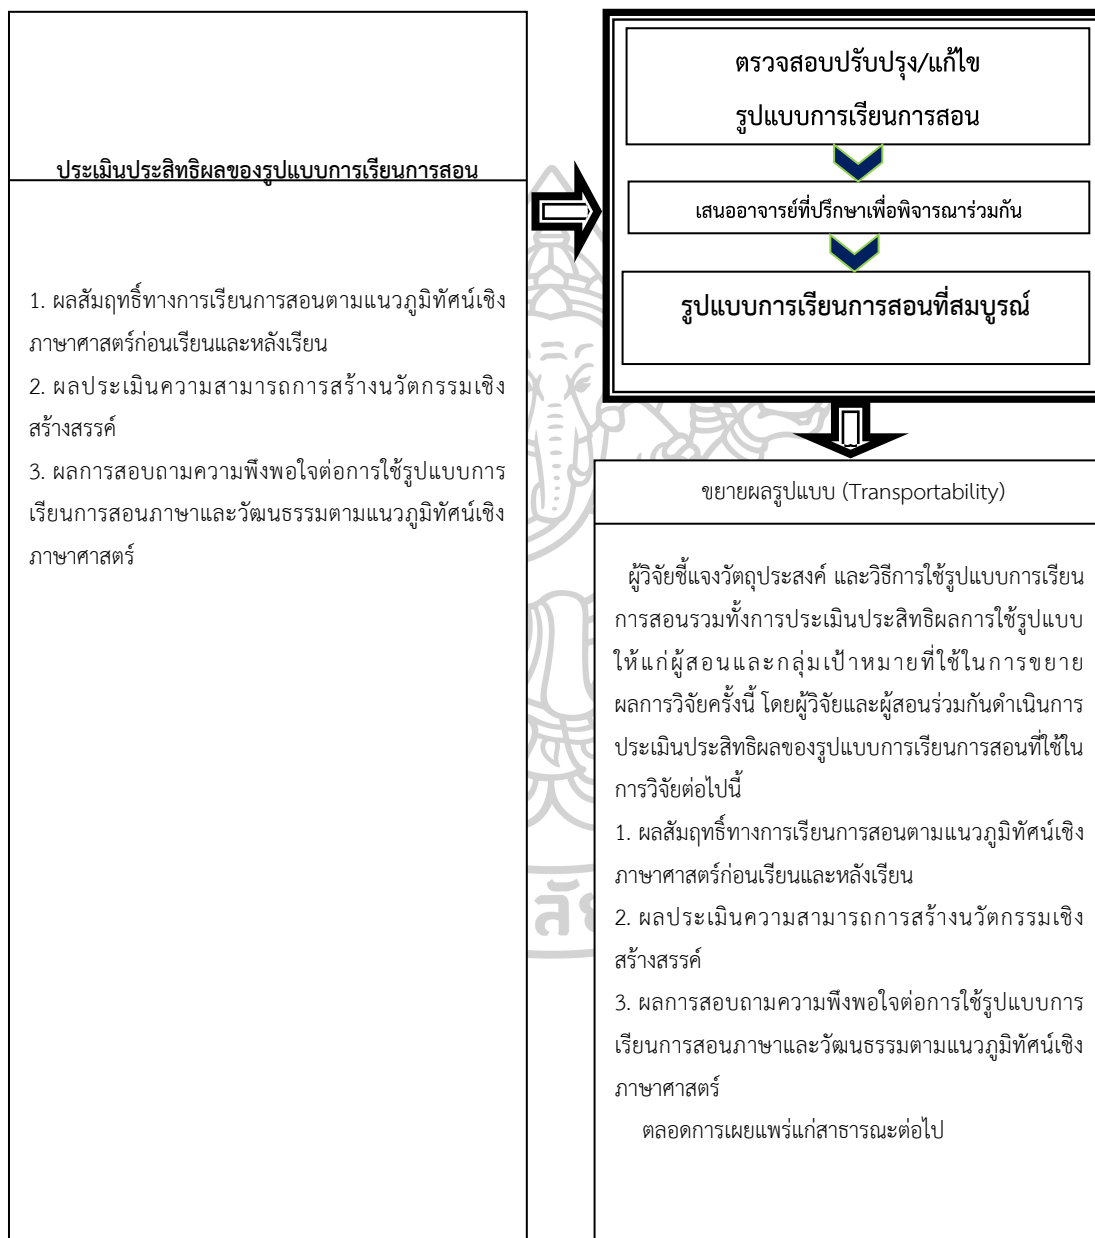 ประเมินประสิทธิผลของรูปแบบการเรียนการสอน
1. ผลสัมฤทธิ์ทางการเรียนการสอนตามแนวภูมิทัศน์เชิง
ภาษาศาสตร์ก่อนเรียนและหลังเรียน
2. ผลประเมินความสามารถการสร้างนวัตกรรมเชิง
สร้างสรรค์
3. ผลการสอบถามความพึงพอใจต่อการใช้รูปแบบการ
เรียนการสอนภาษาและวัฒนธรรมตามแนวภูมิทัศน์เชิง
ภาษาศาสตร์
ตรวจสอบปรับปรุง/แก้ไข
รูปแบบการเรียนการสอน
เสนออาจารย์ที่ปรึกษาเพื่อพิจารณาร่วมกัน
รูปแบบการเรียนการสอนที่สมบูรณ์
ขยายผลรูปแบบ (Transportability)
ผู้วิจัยชี้แจงวัตถุประสงค์ และวิธีการใช้รูปแบบการเรียน
การสอนรวมทั้งการประเมินประสิทธิผลการใช้รูปแบบ
ให้แก่ผู้สอนและกลุ่มเป้าหมายที่ใช้ในการขยาย
ผลการวิจัยครั้งนี้ โดยผู้วิจัยและผู้สอนร่วมกันดำเนินการ
ประเมินประสิทธิผลของรูปแบบการเรียนการสอนที่ใช้ใน
การวิจัยต่อไปนี้
1. ผลสัมฤทธิ์ทางการเรียนการสอนตามแนวภูมิทัศน์เชิง
ภาษาศาสตร์ก่อนเรียนและหลังเรียน
2. ผลประเมินความสามารถการสร้างนวัตกรรมเชิง
สร้างสรรค์
3. ผลการสอบถามความพึงพอใจต่อการใช้รูปแบบการ
เรียนการสอนภาษาและวัฒนธรรมตามแนวภูมิทัศน์เชิง
ภาษาศาสตร์
ตลอดการเผยแพร่แก่สาธารณะต่อไป